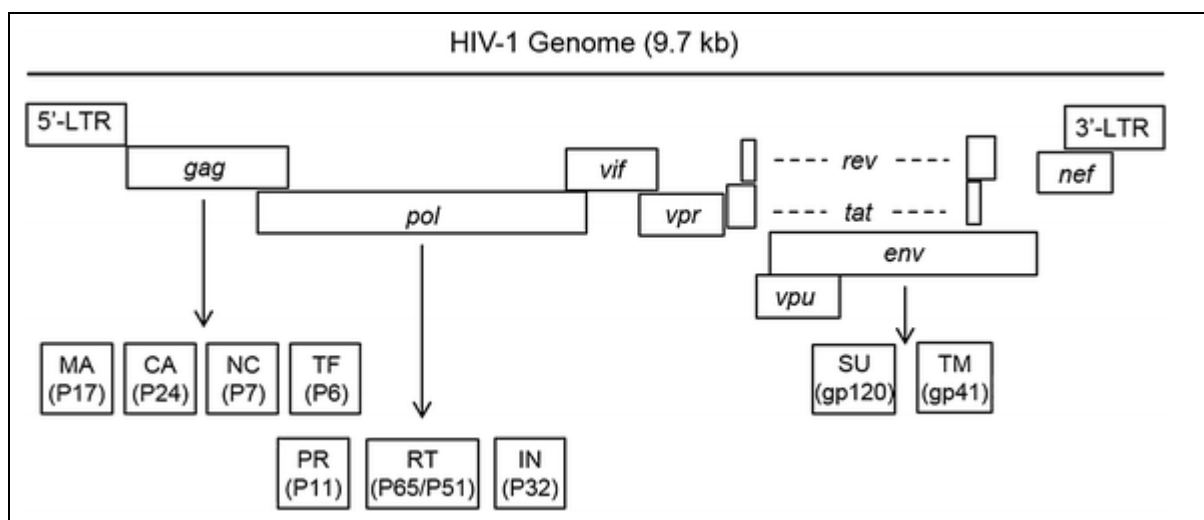 HIV-1 Genome (9.7 kb)
5'-LTR
3'-LTR
gag
vif
rev
nef
pol
vpr
tat
env
vpu
MA
(P17)
CA
(P24)
NC
(P7)
TF
(P6)
SU
(gp120)
TM
(gp41)
PR
(P11)
RT
(P65/P51)
IN
(P32)